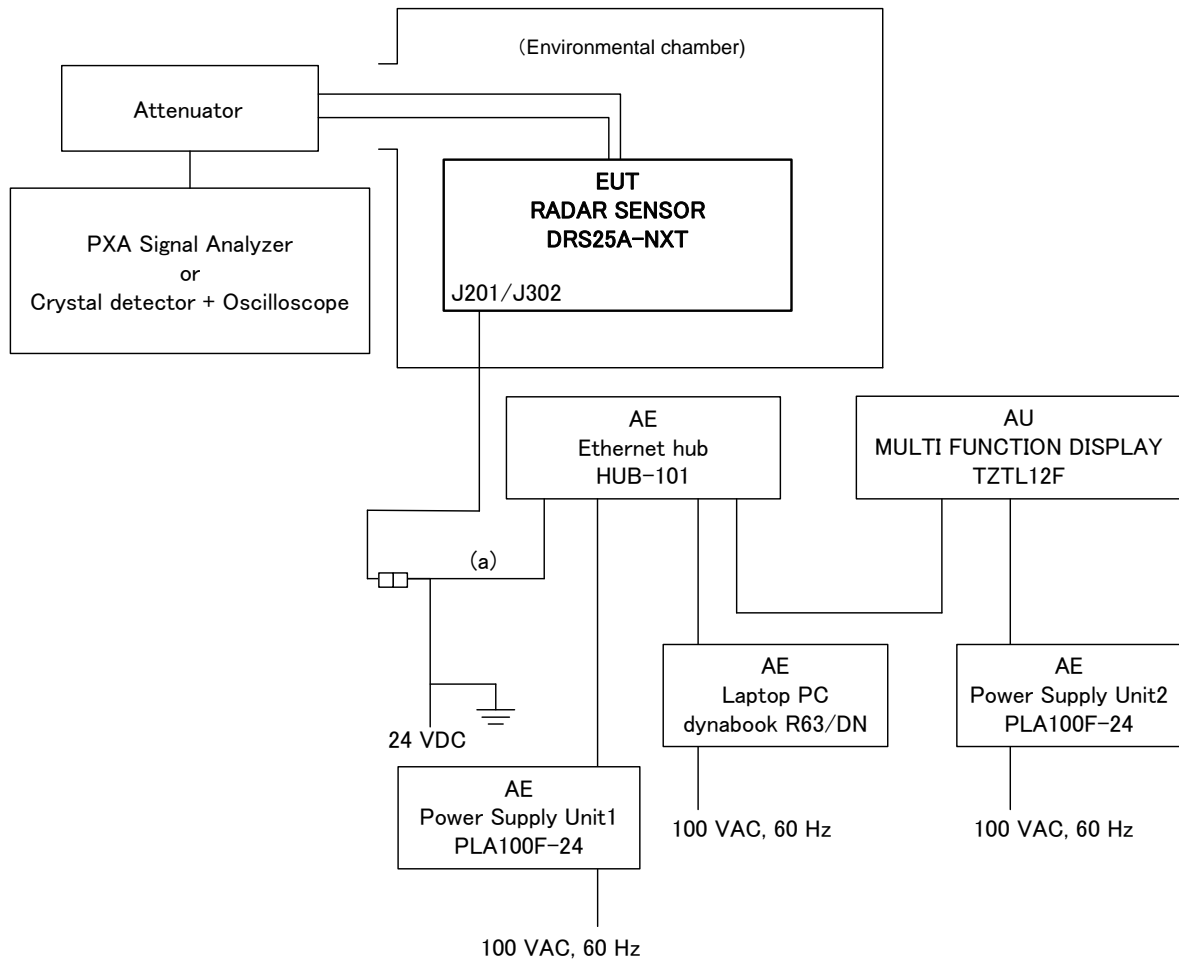 （Environmental chamber)
Attenuator
EUT
RADAR SENSOR
DRS25A-NXT
J201/J302
PXA Signal Analyzer
or
Crystal detector + Oscilloscope
AE
Ethernet hub
HUB-101
AU
MULTI FUNCTION DISPLAY
TZTL12F
(a)
24 VDC
AE
Laptop PC
dynabook R63/DN
AE
Power Supply Unit2
PLA100F-24
AE
Power Supply Unit1
PLA100F-24
100 VAC, 60 Hz
100 VAC, 60 Hz
100 VAC, 60 Hz